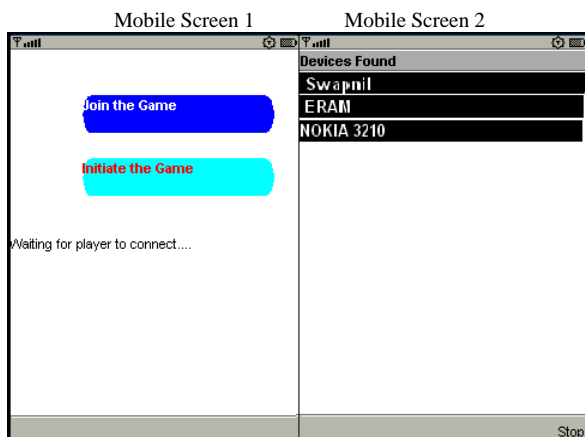 Mobile Screen 1
Mobile Screen 2
Join the Game
Initiate the Game
Waiting for player to connect....
Devices Found
Swapnil
ERAM
NOKIA 3210
Stop